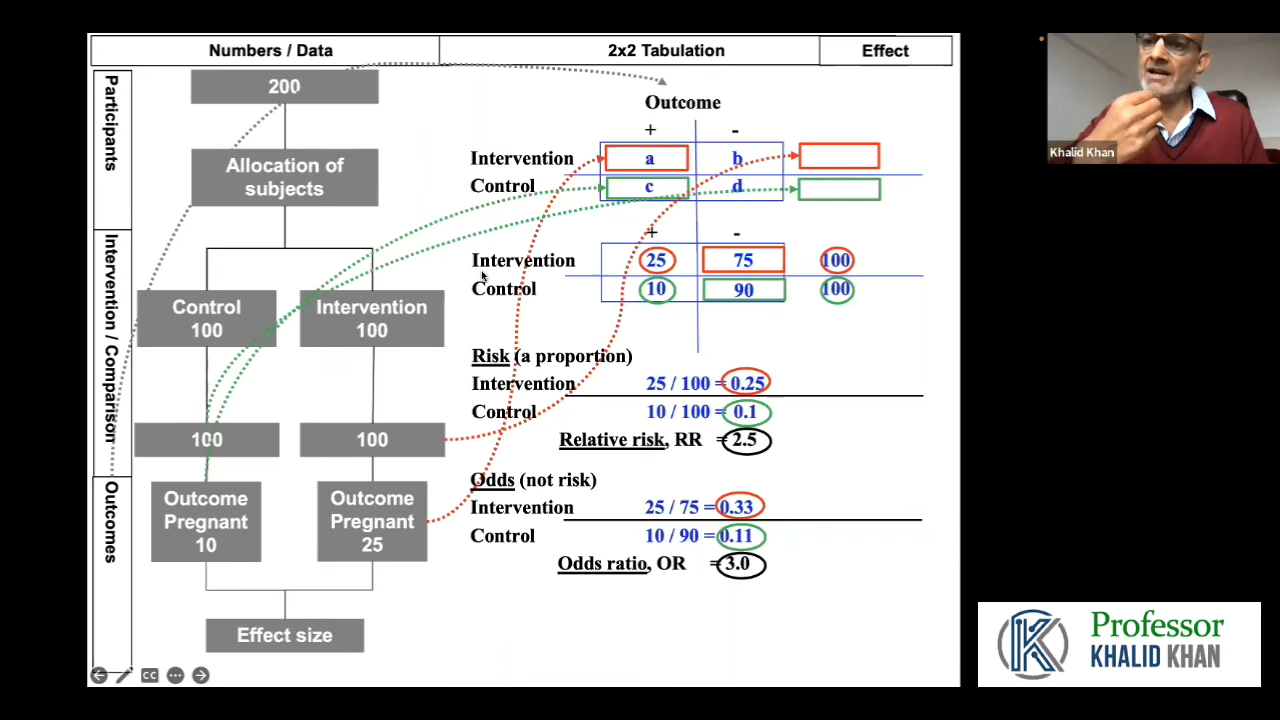 Numbers / Data
2x2 Tabulation
Effect
Participants
Intervention / Comparison
Outcomes
200
Allocation of
subjects
Control
100
Intervention
100
100
100
Outcome
Pregnant
10
Outcome
Pregnant
25
Effect size
Outcome
+ -
Intervention a b
Control c d
+ -
Intervention 25 75 100
Control 10 90 100
Risk (a proportion)
Intervention 25 / 100 = 0.25
Control 10 / 100 = 0.1
Relative risk, RR = 2.5
Odds (not risk)
Intervention 25 / 75 = 0.33
Control 10 / 90 = 0.11
Odds ratio, OR = 3.0
CC
Khalid Khan
K
Professor
KHALID KHAN